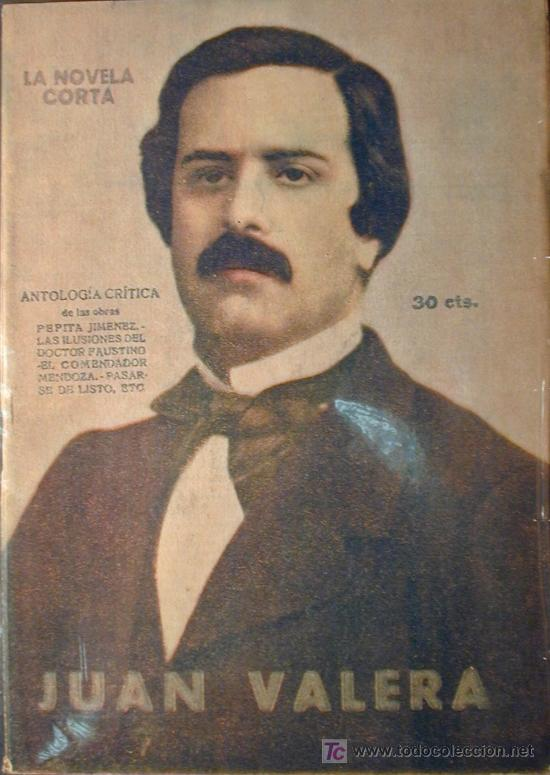 LA NOVELA
CORTA
ANTOLOGÍA CRÍTICA
de las obras
PEPITA JIMENEZ.-
LAS ILUSIONES DEL
DOCTOR FAUSTINO
-EL COMENDADOR
MENDOZA.-PASAR-
SE DE LISTO, ETC
30 cts.
JUAN VALERA
TC www.todocoleccion.net